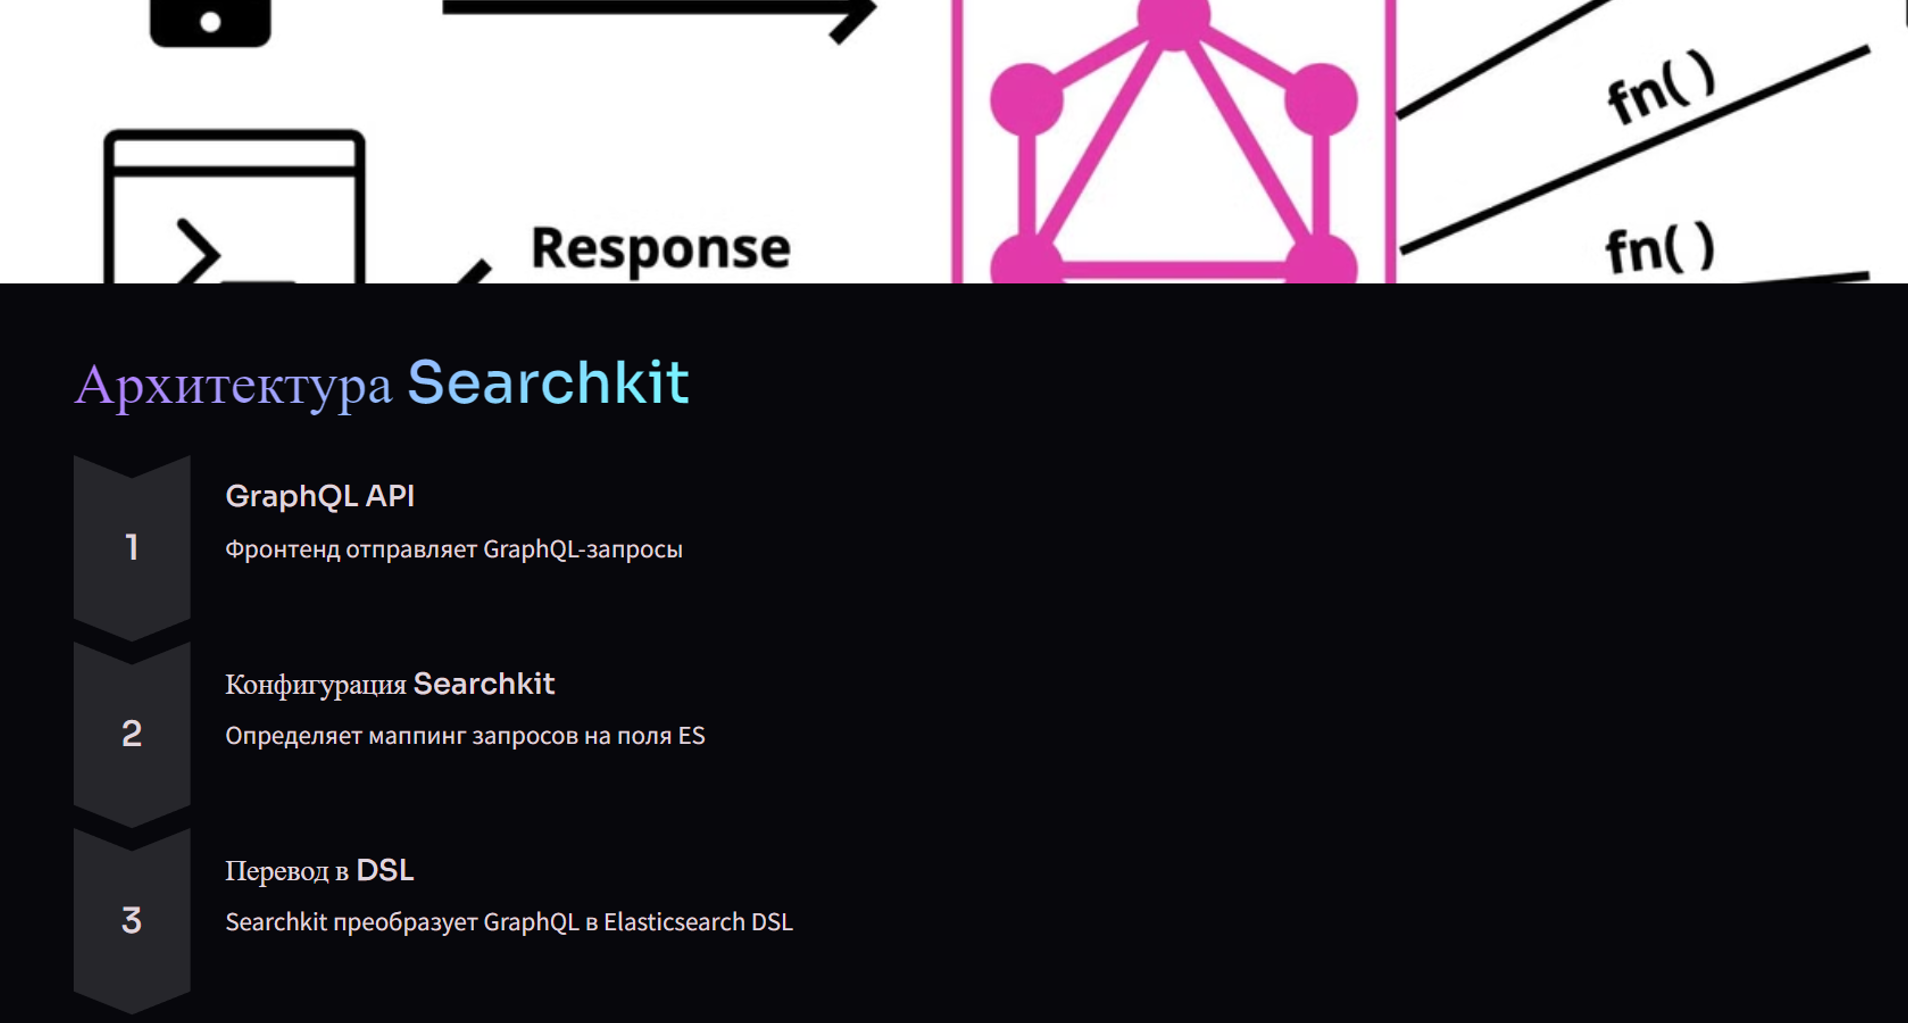 fn( )
Response
fn( )
Архитектура Searchkit
1
GraphQL API
Фронтенд отправляет GraphQL-запросы
2
Конфигурация Searchkit
Определяет маппинг запросов на поля ES
3
Перевод в DSL
Searchkit преобразует GraphQL в Elasticsearch DSL